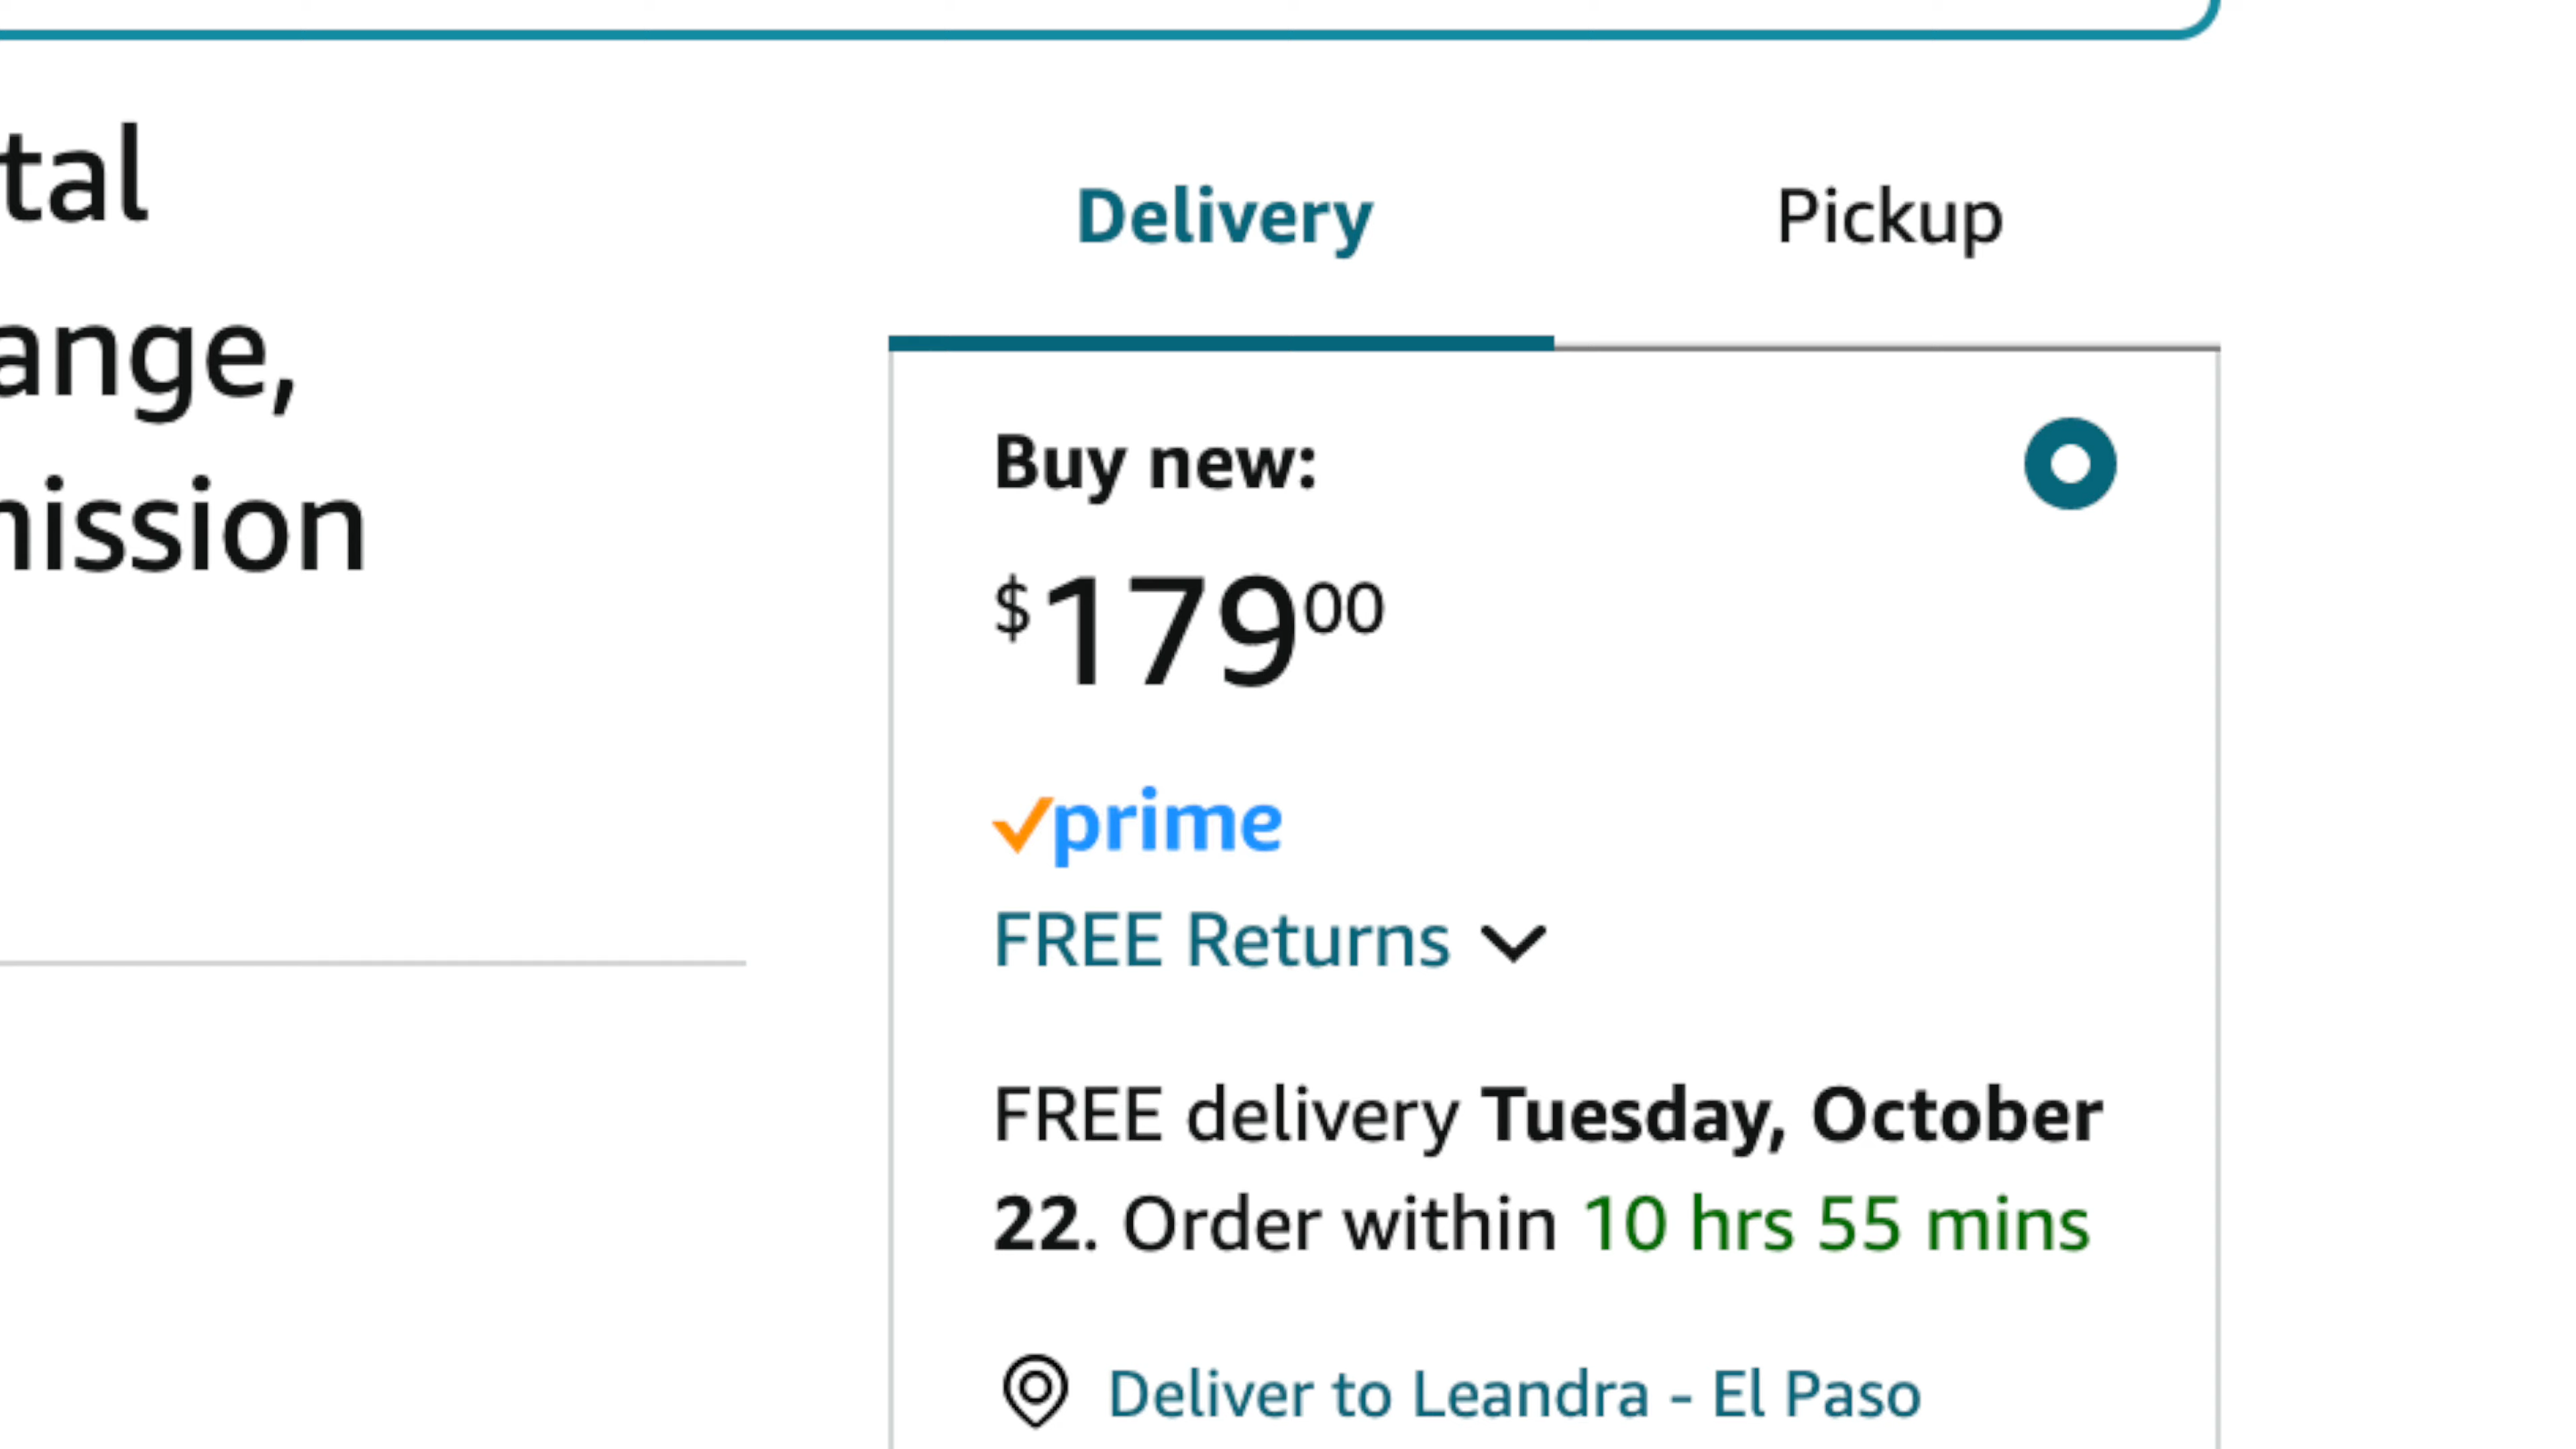 tal
ange,
ission
Delivery
Pickup
Buy new:
$17900
prime
FREE Returns
FREE delivery Tuesday, October
22. Order within 10 hrs 55 mins
Deliver to Leandra - El Paso